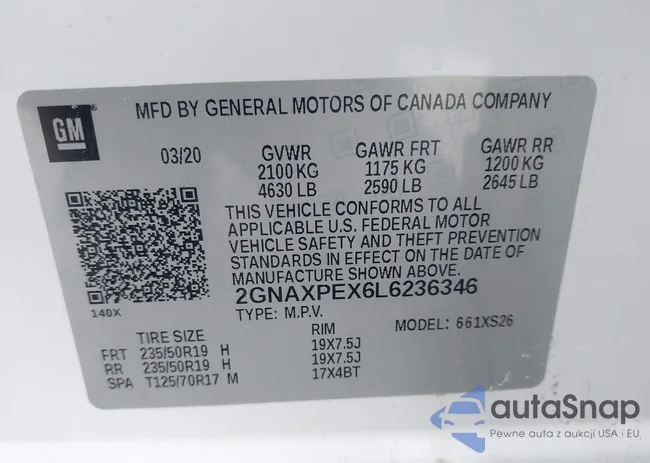 GM
MFD BY GENERAL MOTORS OF CANADA COMPANY
03/20 GVWR GAWR FRT GAWR RR
2100 KG 1175 KG 1200 KG
4630 LB 2590 LB 2645 LB
THIS VEHICLE CONFORMS TO ALL
APPLICABLE U.S. FEDERAL MOTOR
VEHICLE SAFETY AND THEFT PREVENTION
STANDARDS IN EFFECT ON THE DATE OF
MANUFACTURE SHOWN ABOVE.
2GNAXPEX6L6236346
140X TYPE: M.P.V. MODEL: 661XS26
TIRE SIZE RIM
FRT 235/50R19 H 19X7.5J
RR 235/50R19 H 19X7.5J
SPA T125/70R17 M 17X4BT
autaSnap
Pewne auta z aukcji USA i EU